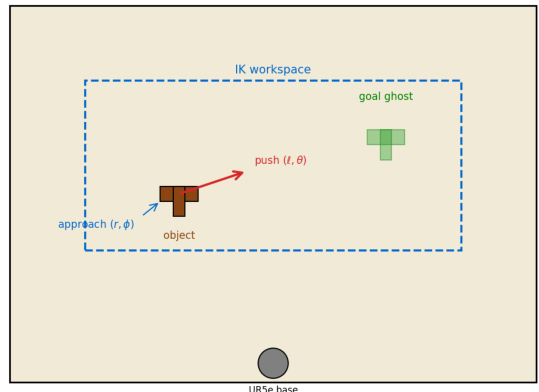 IK workspace
goal ghost
push (ℓ, θ)
approach (r, ϕ)
object
UR5e base